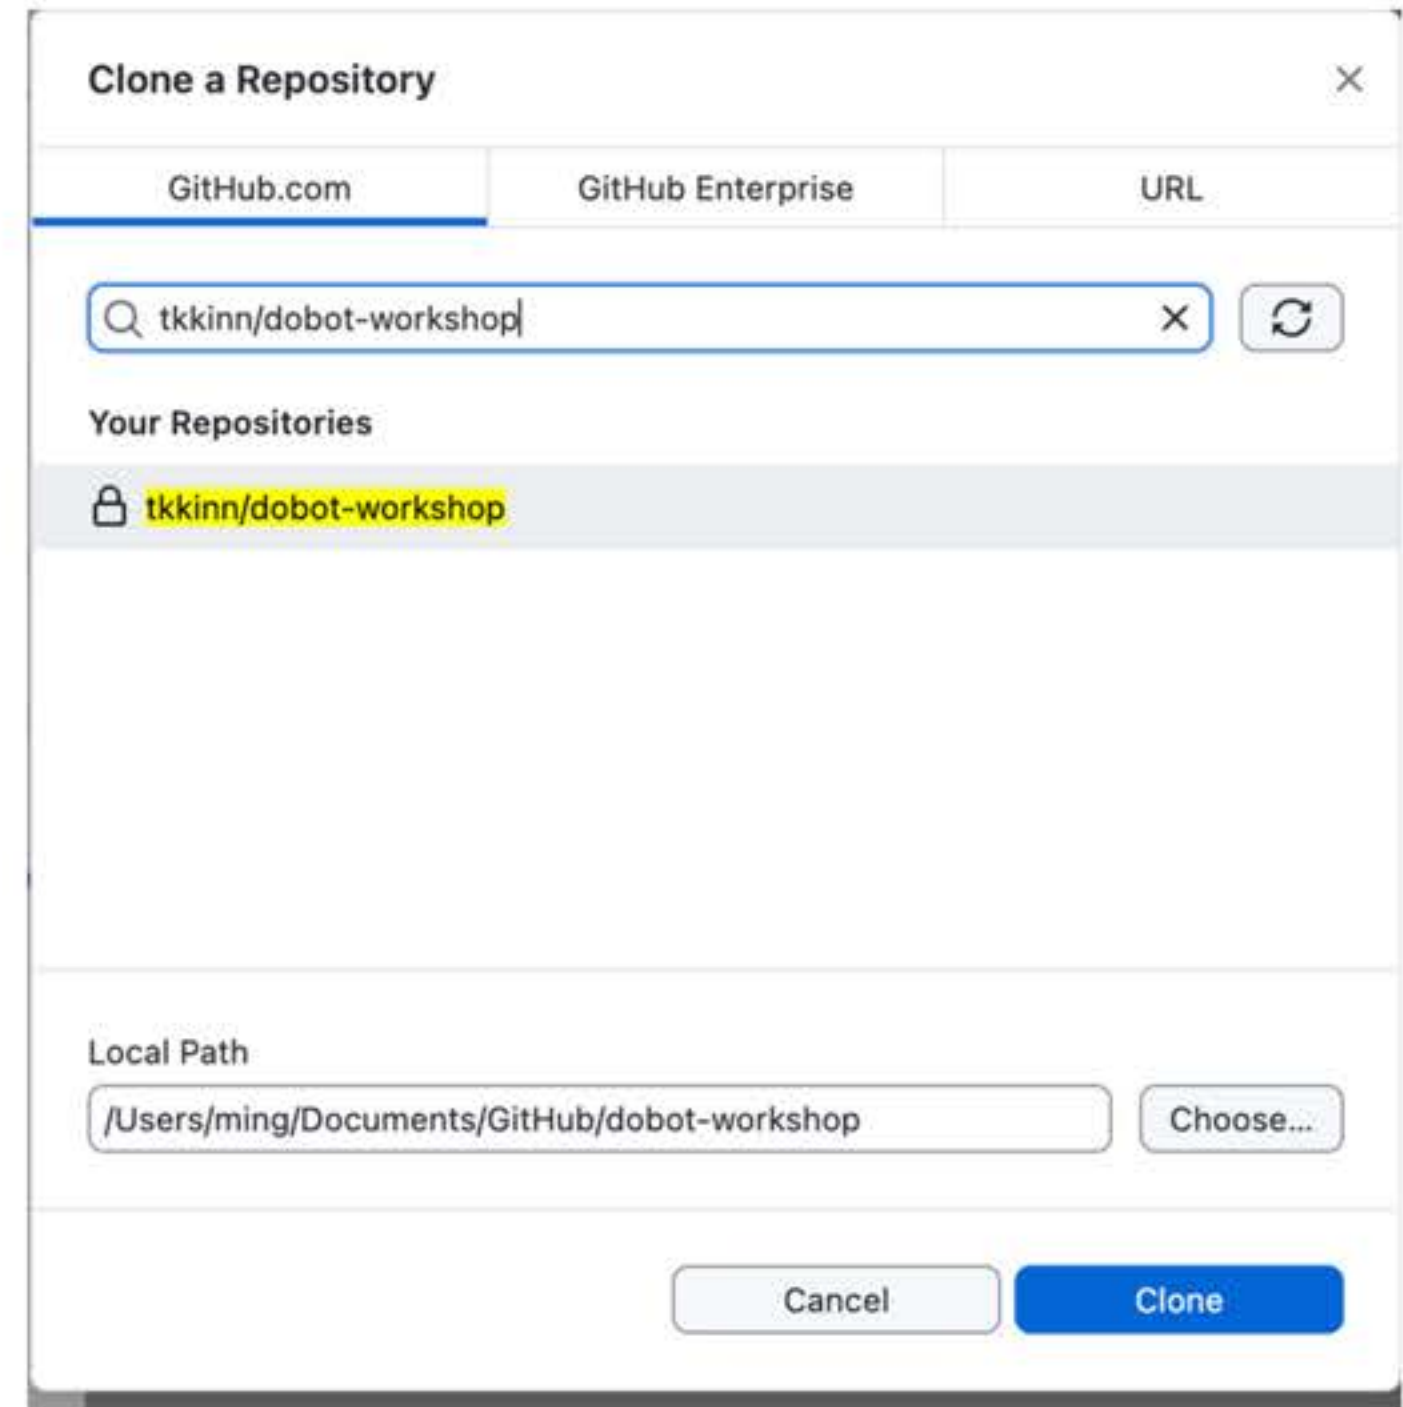 Clone a Repository
GitHub.com GitHub Enterprise URL
tkkinn/dobot-workshop
Your Repositories
tkkinn/dobot-workshop
Local Path
/Users/ming/Documents/GitHub/dobot-workshop Choose...
Cancel Clone